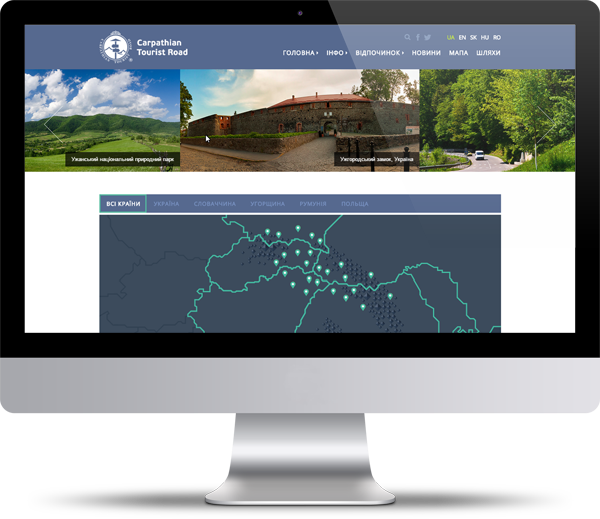 Carpathian
Tourist Road
UA EN SK HU RO
ГОЛОВНА ІНФО ВІДПОЧИНОК НОВИНИ МАПА ШЛЯХИ
Ужанський національний природний парк
Ужгородський замок, Україна
ВСІ КРАЇНИ УКРАЇНА СЛОВАЧЧИНА УГОРЩИНА РУМУНІЯ ПОЛЬЩА